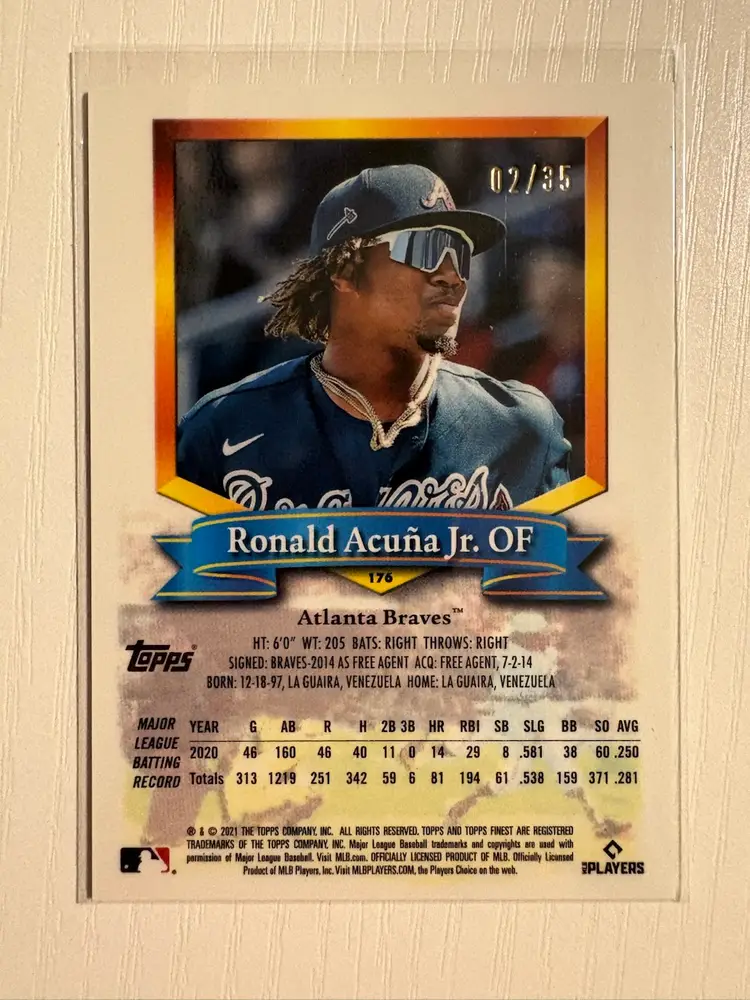 02/35
A
Braves
Ronald Acuña Jr. OF
176
Atlanta Braves™
Topps®
HT: 6'0" WT: 205 BATS: RIGHT THROWS: RIGHT
SIGNED: BRAVES-2014 AS FREE AGENT ACQ: FREE AGENT, 7-2-14
BORN: 12-18-97, LA GUAIRA, VENEZUELA HOME: LA GUAIRA, VENEZUELA
MAJOR LEAGUE BATTING RECORD
YEAR G AB R H 2B 3B HR RBI SB SLG BB SO AVG
2020 46 160 46 40 11 0 14 29 8 .581 38 60 .250
Totals 313 1219 251 342 59 6 81 194 61 .538 159 371 .281
® & © 2021 THE TOPPS COMPANY, INC. ALL RIGHTS RESERVED. TOPPS AND TOPPS FINEST ARE REGISTERED
TRADEMARKS OF THE TOPPS COMPANY, INC. Major League Baseball trademarks and copyrights are used with
permission of Major League Baseball. Visit MLB.com. OFFICIALLY LICENSED PRODUCT OF MLB. Officially Licensed
Product of MLB Players, Inc. Visit MLBPLAYERS.COM, the Players Choice on the web.
MLB PLAYERS